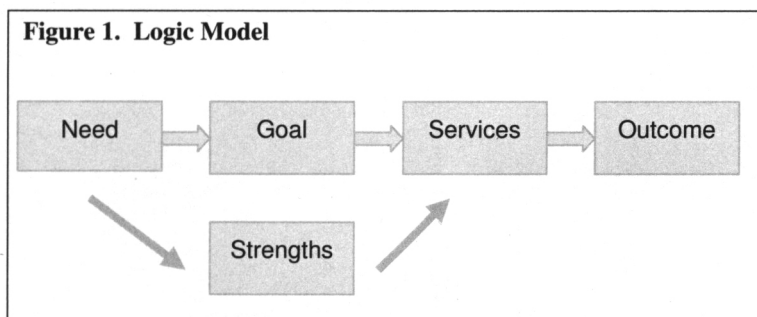 Figure 1. Logic Model
Need
Goal
Services
Outcome
Strengths